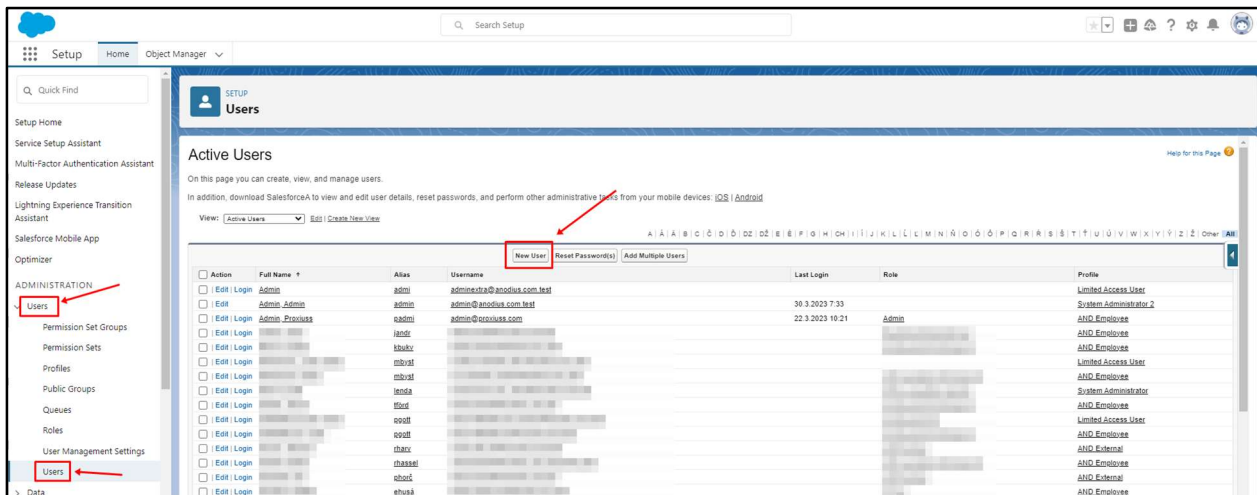 Search Setup
Setup Home Object Manager
Quick Find
Setup Home
Service Setup Assistant
Multi-Factor Authentication Assistant
Release Updates
Lightning Experience Transition
Assistant
Salesforce Mobile App
Optimizer
ADMINISTRATION
Users
Permission Set Groups
Permission Sets
Profiles
Public Groups
Queues
Roles
User Management Settings
Users
Data
SETUP
Users
Active Users
Help for this Page
On this page you can create, view, and manage users.
In addition, download SalesforceA to view and edit user details, reset passwords, and perform other administrative tasks from your mobile devices: iOS | Android
View: Active Users Edit | Create New View
A | Á | Ä | B | C | Č | D | Ď | DZ | DŽ | E | É | F | G | H | CH | I | Í | J | K | L | Ĺ | Ľ | M | N | Ň | O | Ó | Ô | P | Q | R | Ŕ | S | Š | T | Ť | U | Ú | V | W | X | Y | Ý | Z | Ž | Other All
New User Reset Password(s) Add Multiple Users
Action Full Name ↑ Alias Username Last Login Role Profile
Edit | Login Admin admi adminextra@anodius.com.test Limited Access User
Edit Admin, Admin admin admin@anodius.com.test 30.3.2023 7:33 System Administrator 2
Edit | Login Admin, Proxiuss padmi admin@proxiuss.com 22.3.2023 10:21 Admin AND Employee
Edit | Login jandr AND Employee
Edit | Login kbukv AND Employee
Edit | Login mbyst Limited Access User
Edit | Login mbyst AND Employee
Edit | Login lenda System Administrator
Edit | Login tford AND Employee
Edit | Login pgott Limited Access User
Edit | Login pgott AND Employee
Edit | Login rharv AND External
Edit | Login rhassel AND Employee
Edit | Login phorč AND External
Edit | Login ehusá AND Employee